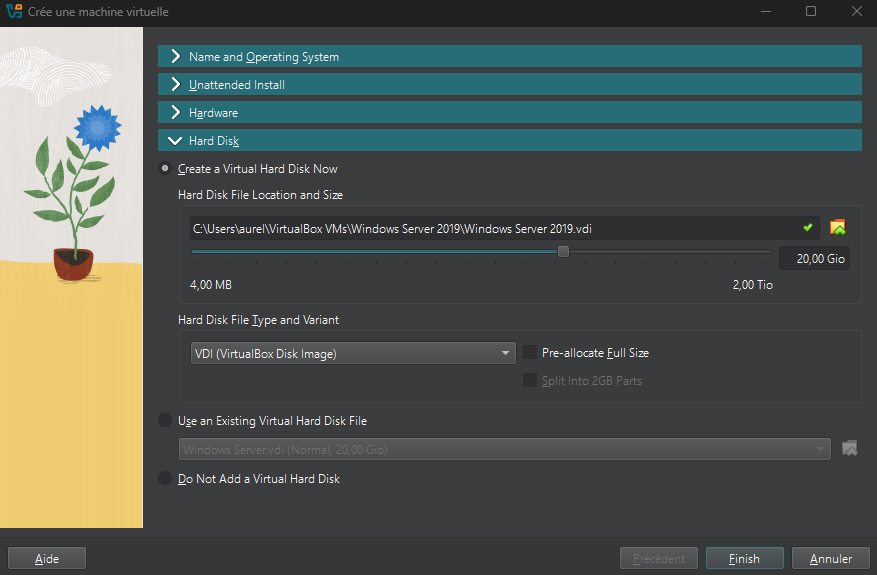 Crée une machine virtuelle
Name and Operating System
Unattended Install
Hardware
Hard Disk
Create a Virtual Hard Disk Now
Hard Disk File Location and Size
C:\Users\aurel\VirtualBox VMs\Windows Server 2019\Windows Server 2019.vdi
20,00 Gio
4,00 MB
2,00 Tio
Hard Disk File Type and Variant
VDI (VirtualBox Disk Image)
Pre-allocate Full Size
Split Into 2GB Parts
Use an Existing Virtual Hard Disk File
Windows Server.vdi (Normal, 20,00 Gio)
Do Not Add a Virtual Hard Disk
Aide
Précédent
Finish
Annuler